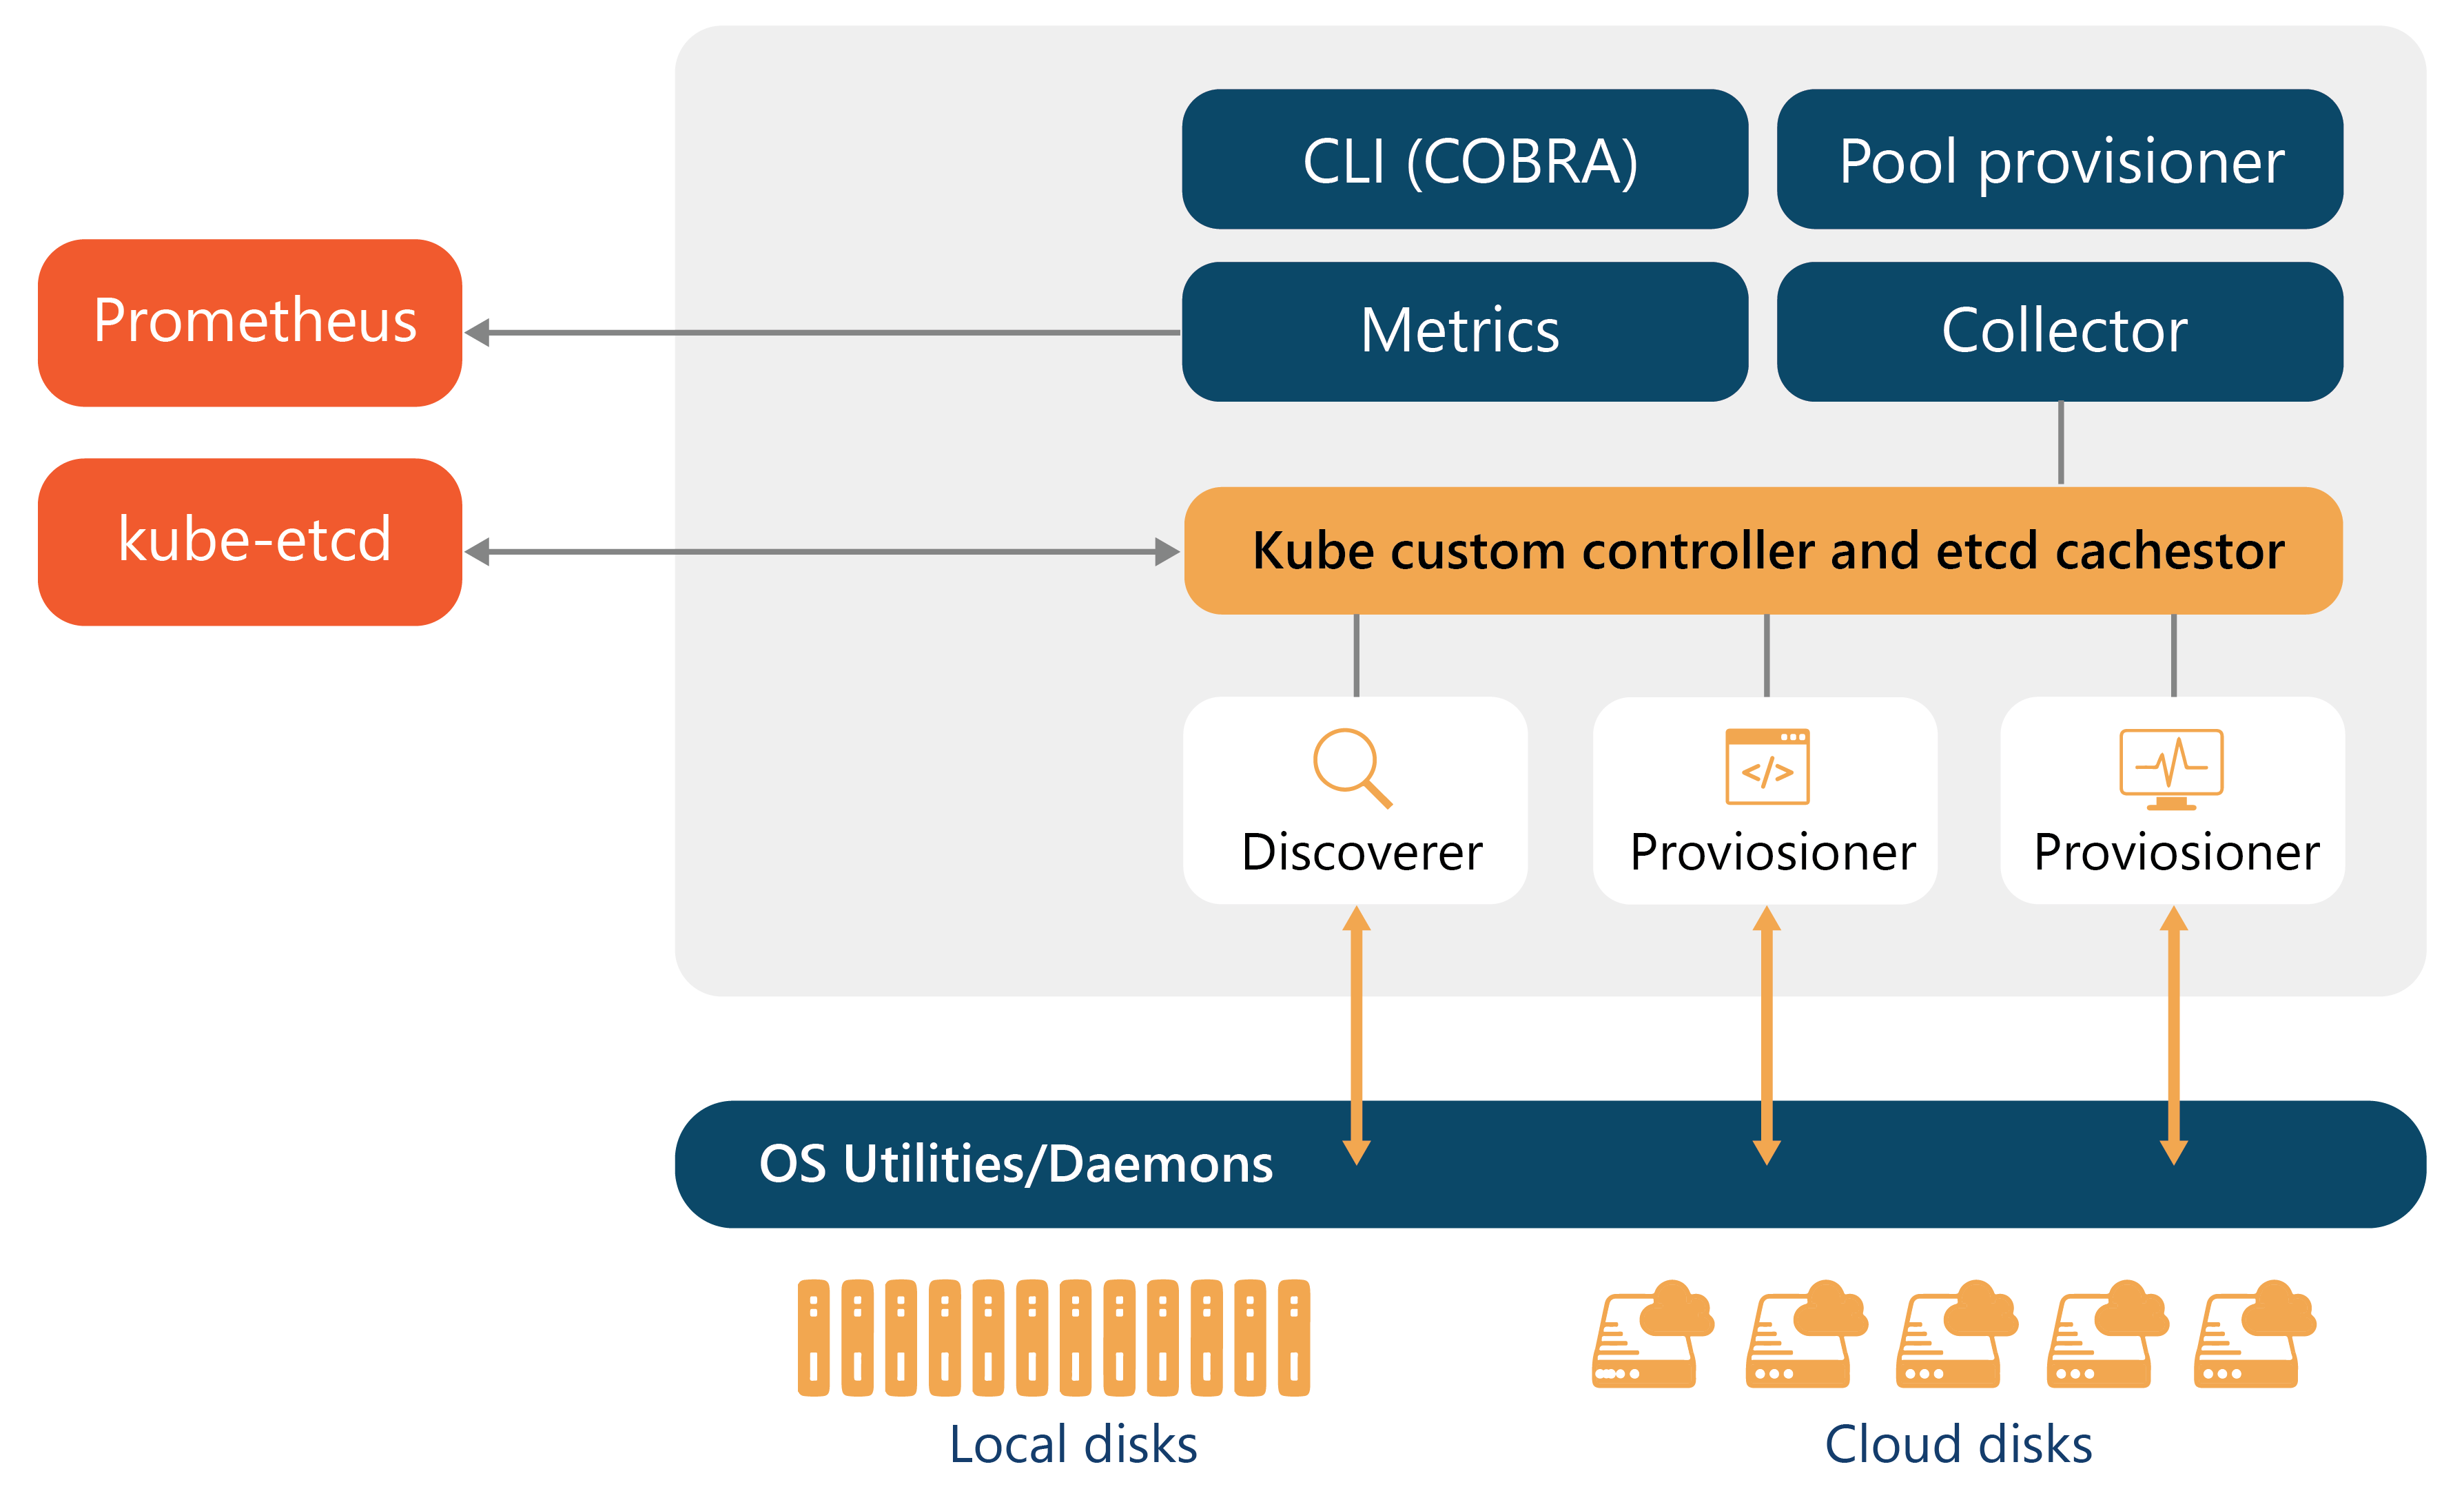 CLI (COBRA)
Pool provisioner
Prometheus
Metrics
Collector
kube-etcd
Kube custom controller and etcd cachestor
Discoverer
Proviosioner
Proviosioner
OS Utilities/Daemons
Local disks
Cloud disks